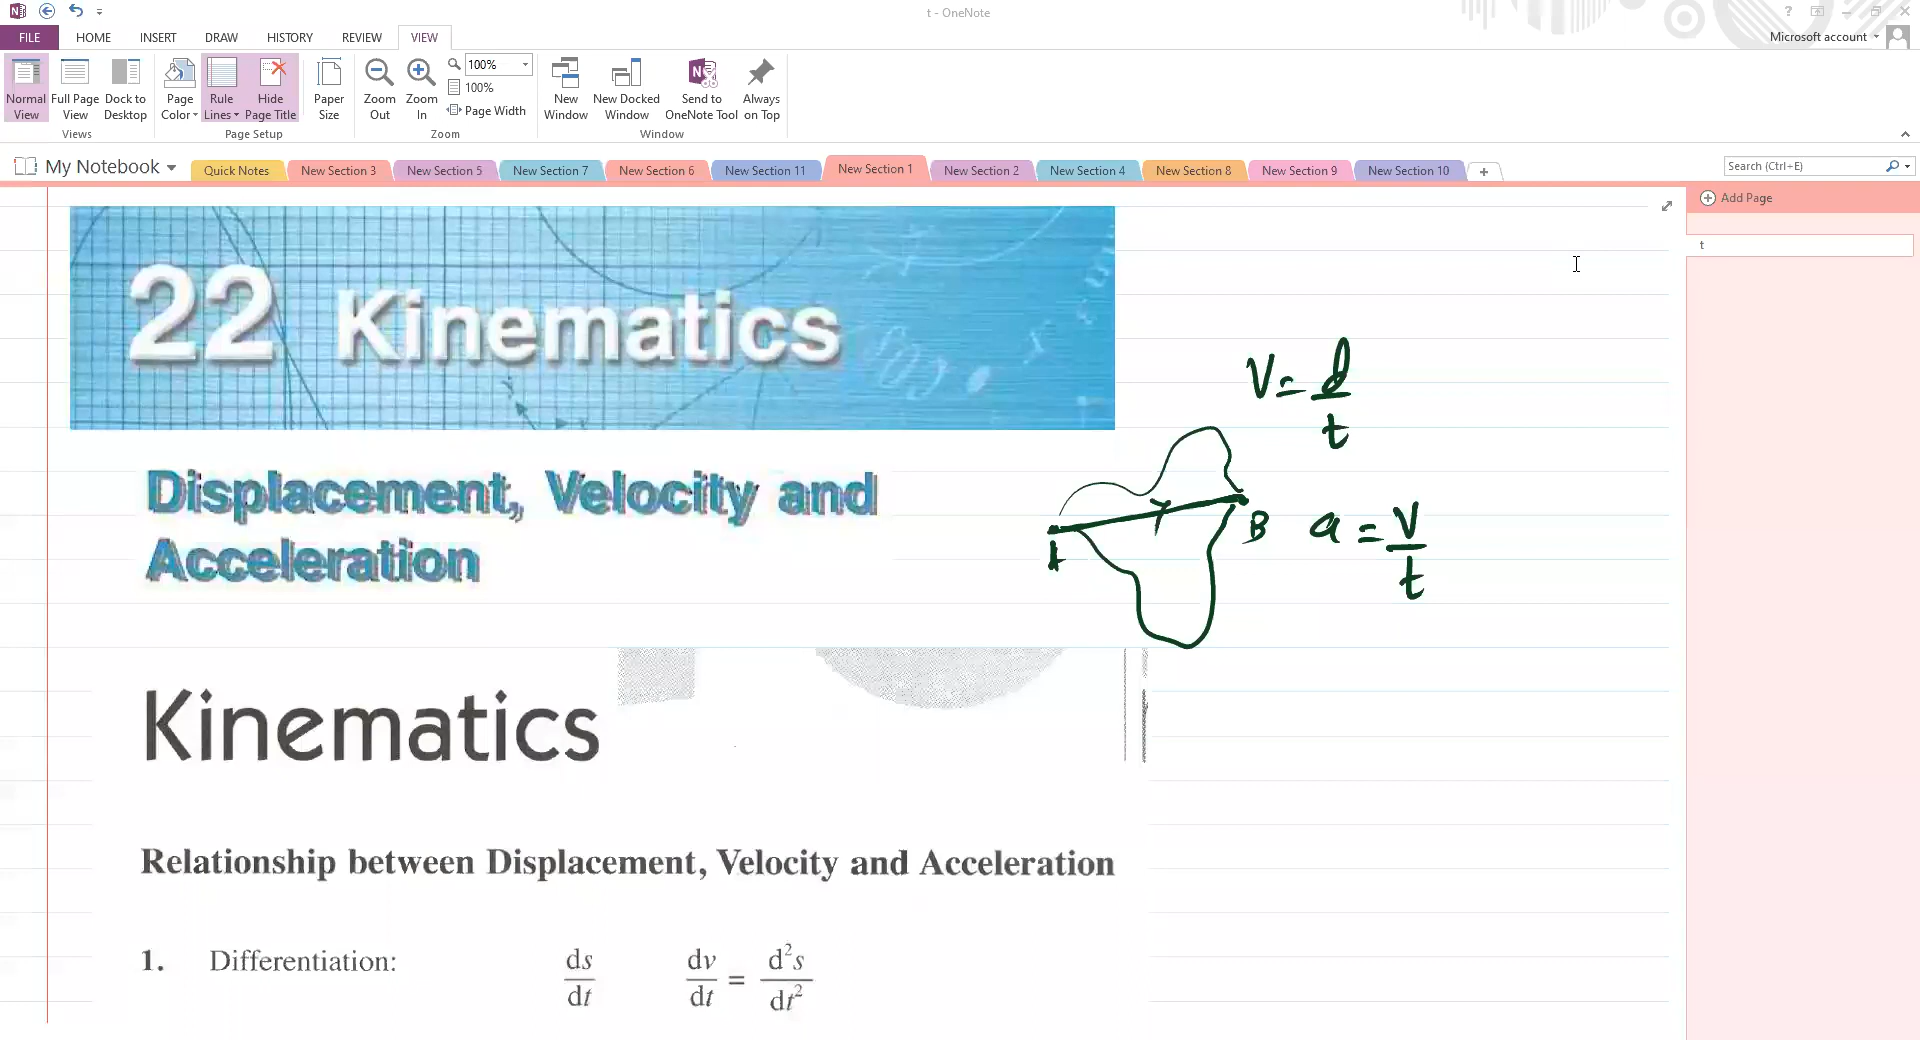 t - OneNote
FILE HOME INSERT DRAW HISTORY REVIEW VIEW
Microsoft account
Normal View
Full Page View
Dock to Desktop
Page Color
Rule Lines
Hide Page Title
Paper Size
Zoom Out
Zoom In
100%
100%
Page Width
New Window
New Docked Window
Send to OneNote Tool
Always on Top
Views Page Setup Zoom Window
My Notebook
Quick Notes New Section 3 New Section 5 New Section 7 New Section 6 New Section 11 New Section 1 New Section 2 New Section 4 New Section 8 New Section 9 New Section 10
Search (Ctrl+E)
Add Page
t
22 Kinematics
V = d/t
Displacement, Velocity and
Acceleration
B
a = v/t
Kinematics
Relationship between Displacement, Velocity and Acceleration
1. Differentiation: ds/dt dv/dt = d²s/dt²